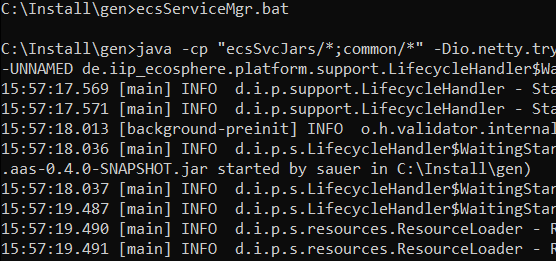 C:\Install\gen>ecsServiceMgr.bat
C:\Install\gen>java -cp "ecsSvcJars/*;common/*" -Dio.netty.try
-UNNAMED de.iip_ecosphere.platform.support.LifecycleHandler$Wa
15:57:17.569 [main] INFO  d.i.p.support.LifecycleHandler - Sta
15:57:17.571 [main] INFO  d.i.p.support.LifecycleHandler - Sta
15:57:18.013 [background-preinit] INFO  o.h.validator.internal
15:57:18.036 [main] INFO  d.i.p.s.LifecycleHandler$WaitingStar
.aas-0.4.0-SNAPSHOT.jar started by sauer in C:\Install\gen)
15:57:18.037 [main] INFO  d.i.p.s.LifecycleHandler$WaitingStar
15:57:19.487 [main] INFO  d.i.p.s.LifecycleHandler$WaitingStar
15:57:19.490 [main] INFO  d.i.p.s.resources.ResourceLoader - R
15:57:19.491 [main] INFO  d.i.p.s.resources.ResourceLoader - R